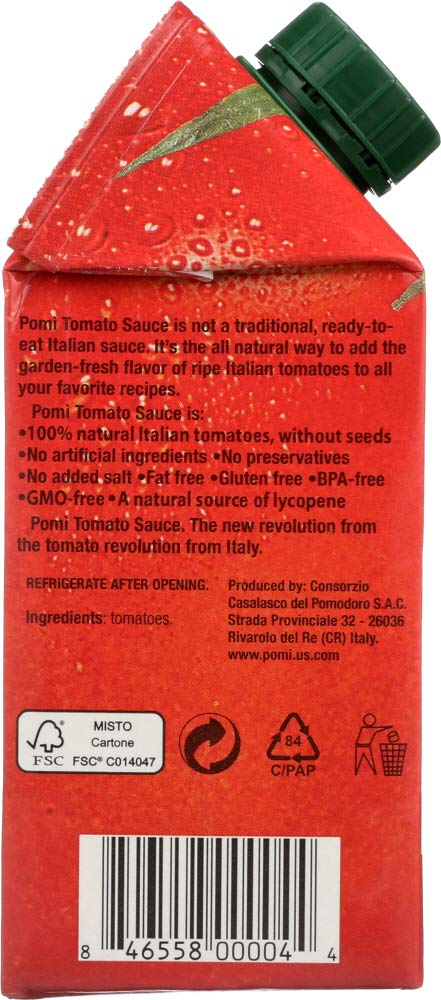 Pomi Tomato Sauce is not a traditional, ready-to-
eat Italian sauce. It's the all natural way to add the
garden-fresh flavor of ripe Italian tomatoes to all
your favorite recipes.
Pomi Tomato Sauce is:
•100% natural Italian tomatoes, without seeds
•No artificial ingredients •No preservatives
•No added salt •Fat free •Gluten free •BPA-free
•GMO-free •A natural source of lycopene
Pomi Tomato Sauce. The new revolution from
the tomato revolution from Italy.
REFRIGERATE AFTER OPENING.
Ingredients: tomatoes.
Produced by: Consorzio
Casalasco del Pomodoro S.A.C.
Strada Provinciale 32 - 26036
Rivarolo del Re (CR) Italy.
www.pomi.us.com
FSC
MISTO
Cartone
FSC® C014047
84
C/PAP
8 46558 00004 4